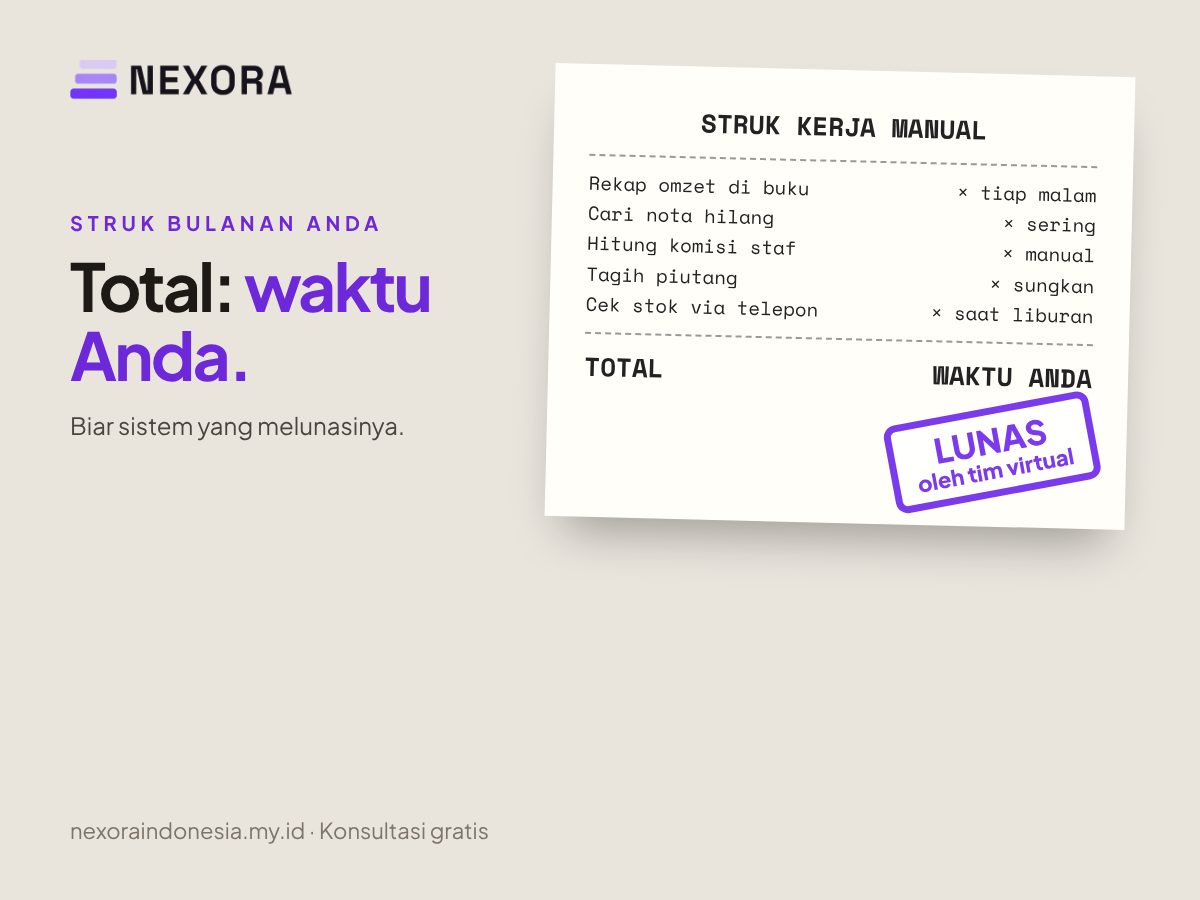 NEXORA
STRUK BULANAN ANDA
Total: waktu
Anda.
Biar sistem yang melunasinya.
STRUK KERJA MANUAL
Rekap omzet di buku × tiap malam
Cari nota hilang × sering
Hitung komisi staf × manual
Tagih piutang × sungkan
Cek stok via telepon × saat liburan
TOTAL WAKTU ANDA
LUNAS
oleh tim virtual
nexoraindonesia.my.id · Konsultasi gratis